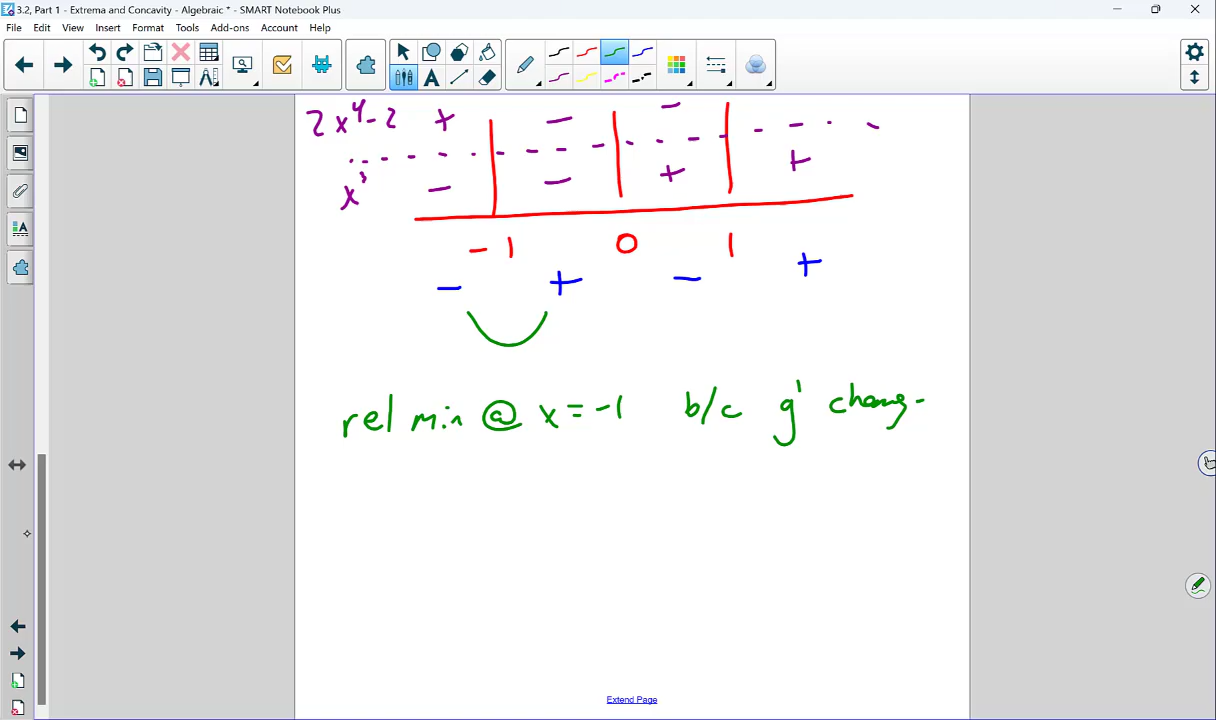 3.2, Part 1 - Extrema and Concavity - Algebraic * - SMART Notebook Plus
File Edit View Insert Format Tools Add-ons Account Help
2x⁴-2 + − − +
x³ − − + +
-1 0 1
− + − +
rel min @ x = -1 b/c g' chang-
Extend Page